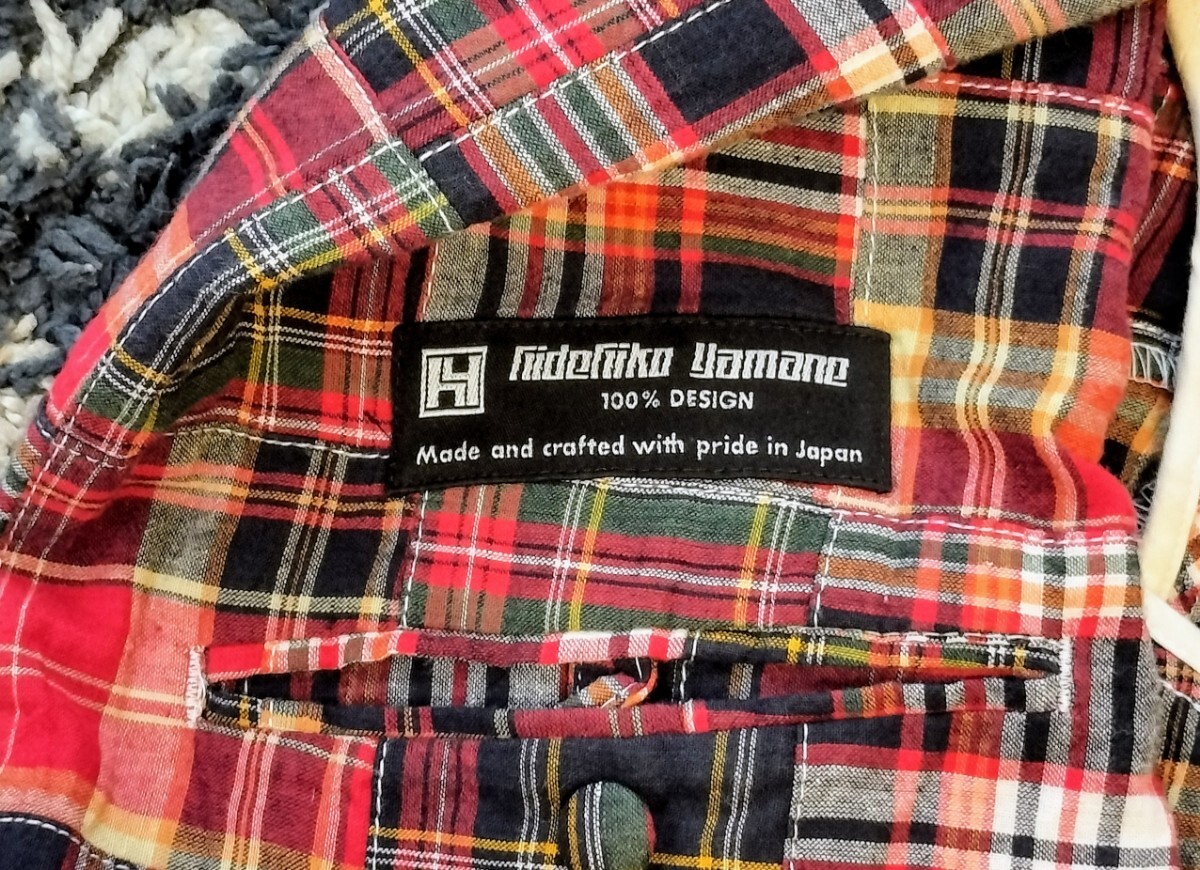 H Hidehiko Yamane
100% DESIGN
Made and crafted with pride in Japan